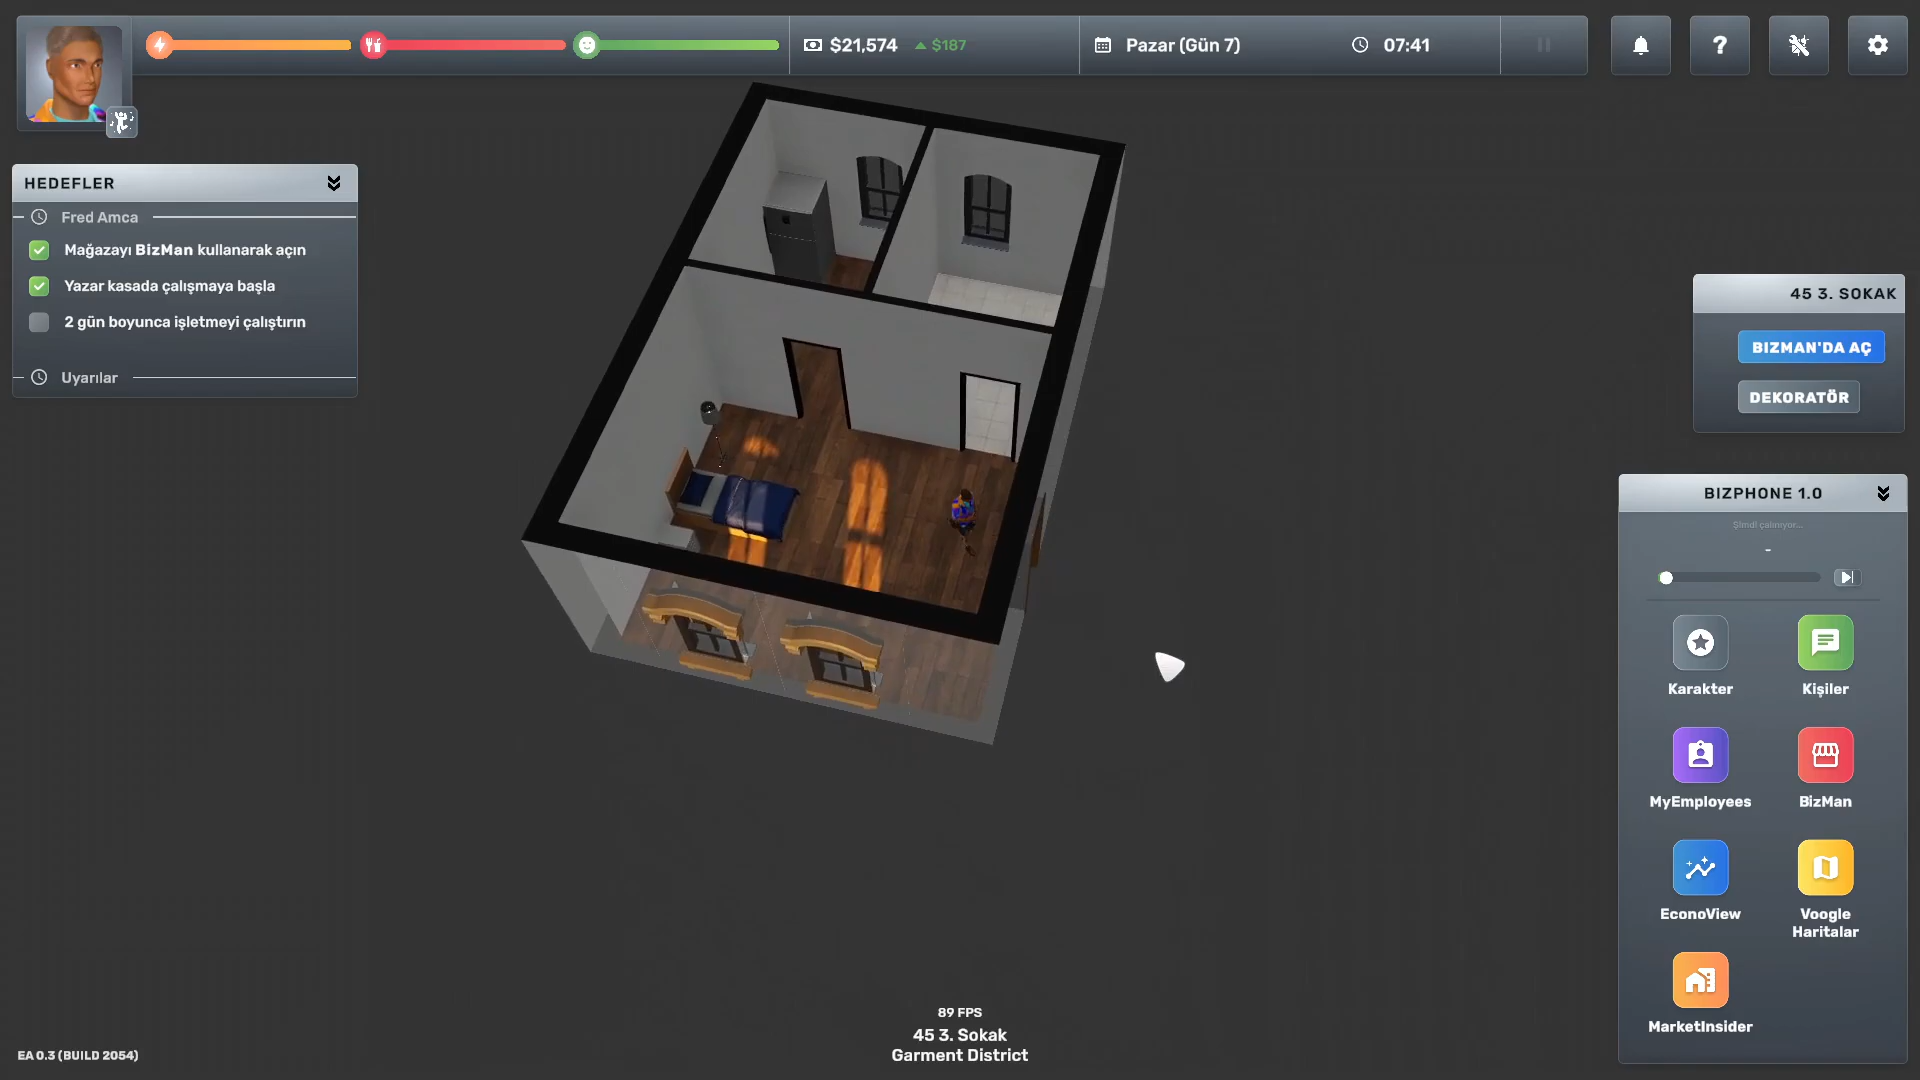 $21,574 $187
Pazar (Gün 7)
07:41
?
HEDEFLER
Fred Amca
Mağazayı BizMan kullanarak açın
Yazar kasada çalışmaya başla
2 gün boyunca işletmeyi çalıştırın
Uyarılar
45 3. SOKAK
BIZMAN'DA AÇ
DEKORATÖR
BIZPHONE 1.0
Şimdi çalınıyor...
-
Karakter
Kişiler
MyEmployees
BizMan
EconoView
Voogle
Haritalar
MarketInsider
89 FPS
45 3. Sokak
Garment District
EA 0.3 (BUILD 2054)